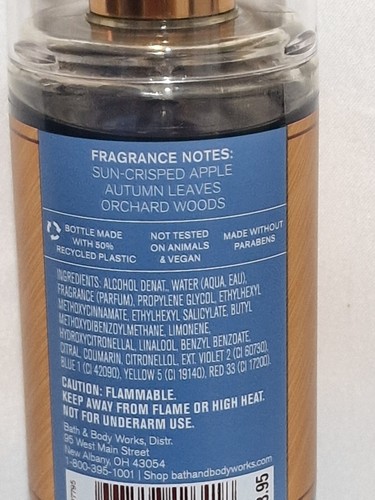 FRAGRANCE NOTES:
SUN-CRISPED APPLE
AUTUMN LEAVES
ORCHARD WOODS
BOTTLE MADE
WITH 50%
RECYCLED PLASTIC
NOT TESTED
ON ANIMALS
& VEGAN
MADE WITHOUT
PARABENS
INGREDIENTS: ALCOHOL DENAT., WATER (AQUA, EAU),
FRAGRANCE (PARFUM), PROPYLENE GLYCOL, ETHYLHEXYL
METHOXYCINNAMATE, ETHYLHEXYL SALICYLATE, BUTYL
METHOXYDIBENZOYLMETHANE, LIMONENE,
HYDROXYCITRONELLAL, LINALOOL, BENZYL BENZOATE,
CITRAL, COUMARIN, CITRONELLOL, EXT. VIOLET 2 (CI 60730),
BLUE 1 (CI 42090), YELLOW 5 (CI 19140), RED 33 (CI 17200).
CAUTION: FLAMMABLE.
KEEP AWAY FROM FLAME OR HIGH HEAT.
NOT FOR UNDERARM USE.
Bath & Body Works, Distr.
95 West Main Street
New Albany, OH 43054
1-800-395-1001 | Shop bathandbodyworks.com